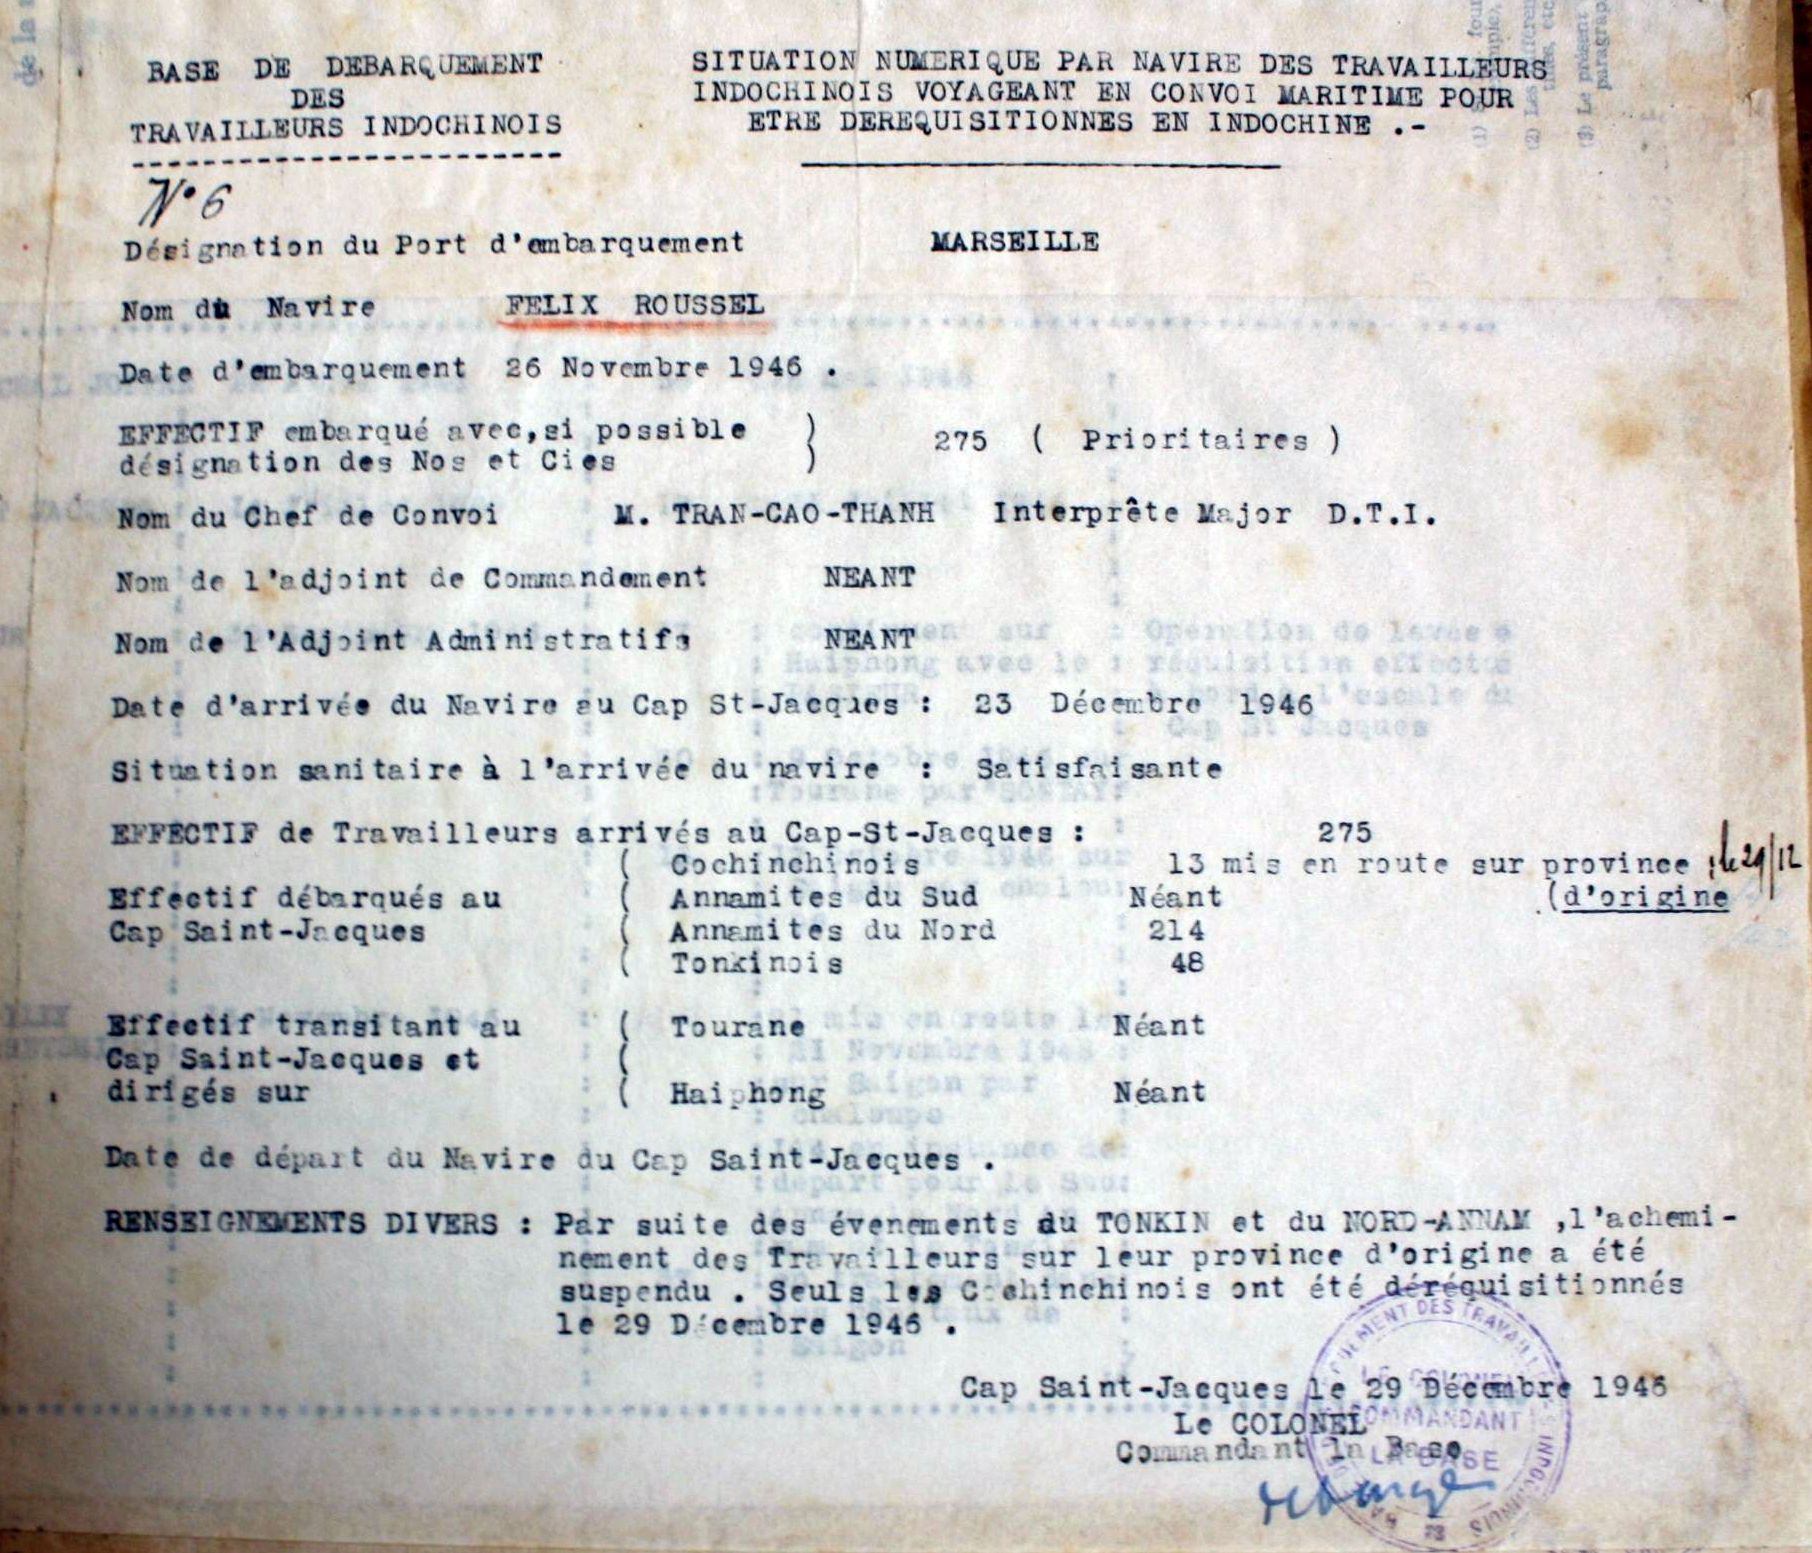 BASE DE DEBARQUEMENT
DES
TRAVAILLEURS INDOCHINOIS
SITUATION NUMERIQUE PAR NAVIRE DES TRAVAILLEURS
INDOCHINOIS VOYAGEANT EN CONVOI MARITIME POUR
ETRE DEREQUISITIONNES EN INDOCHINE .-
N° 6
Désignation du Port d'embarquement MARSEILLE
Nom du Navire FELIX ROUSSEL
Date d'embarquement 26 Novembre 1946 .
EFFECTIF embarqué avec,si possible ) 275 ( Prioritaires )
désignation des Nos et Cies )
Nom du Chef de Convoi M. TRAN-CAO-THANH Interprête Major D.T.I.
Nom de l'adjoint de Commandement NEANT
Nom de l'Adjoint Administratifs NEANT
Date d'arrivée du Navire au Cap St-Jacques : 23 Décembre 1946
Situation sanitaire à l'arrivée du navire : Satisfaisante
EFFECTIF de Travailleurs arrivés au Cap-St-Jacques : 275
( Cochinchinois 13 mis en route sur province ; le 29/12
Effectif débarqués au ( Annamites du Sud Néant (d'origine
Cap Saint-Jacques ( Annamites du Nord 214
( Tonkinois 48
Effectif transitant au ( Tourane Néant
Cap Saint-Jacques et (
dirigés sur ( Haiphong Néant
Date de départ du Navire du Cap Saint-Jacques .
RENSEIGNEMENTS DIVERS : Par suite des évenements du TONKIN et du NORD-ANNAM ,l'achemi-
nement des Travailleurs sur leur province d'origine a été
suspendu . Seuls les Cochinchinois ont été déréquisitionnés
le 29 Décembre 1946 .
Cap Saint-Jacques le 29 Décembre 1946
Le COLONEL
Commandant la Base
LE COLONEL
COMMANDANT
LA BASE